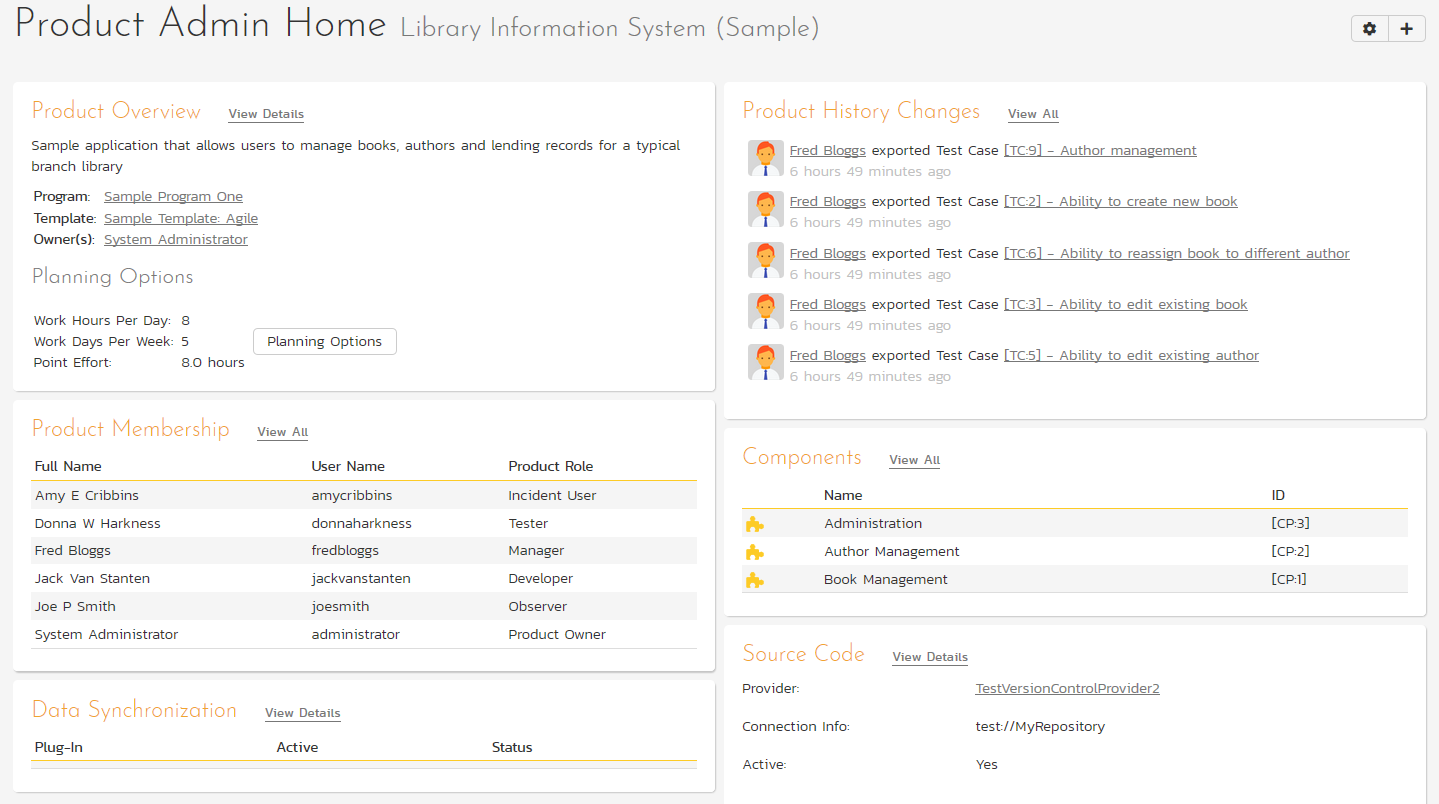 Product Admin Home Library Information System (Sample)
Product Overview View Details
Sample application that allows users to manage books, authors and lending records for a typical
branch library
Program: Sample Program One
Template: Sample Template: Agile
Owner(s): System Administrator
Planning Options
Work Hours Per Day: 8
Work Days Per Week: 5
Point Effort: 8.0 hours
Planning Options
Product Membership View All
Full Name User Name Product Role
Amy E Cribbins amycribbins Incident User
Donna W Harkness donnaharkness Tester
Fred Bloggs fredbloggs Manager
Jack Van Stanten jackvanstanten Developer
Joe P Smith joesmith Observer
System Administrator administrator Product Owner
Data Synchronization View Details
Plug-In Active Status
Product History Changes View All
Fred Bloggs exported Test Case [TC:9] - Author management
6 hours 49 minutes ago
Fred Bloggs exported Test Case [TC:2] - Ability to create new book
6 hours 49 minutes ago
Fred Bloggs exported Test Case [TC:6] - Ability to reassign book to different author
6 hours 49 minutes ago
Fred Bloggs exported Test Case [TC:3] - Ability to edit existing book
6 hours 49 minutes ago
Fred Bloggs exported Test Case [TC:5] - Ability to edit existing author
6 hours 49 minutes ago
Components View All
Name ID
Administration [CP:3]
Author Management [CP:2]
Book Management [CP:1]
Source Code View Details
Provider: TestVersionControlProvider2
Connection Info: test://MyRepository
Active: Yes